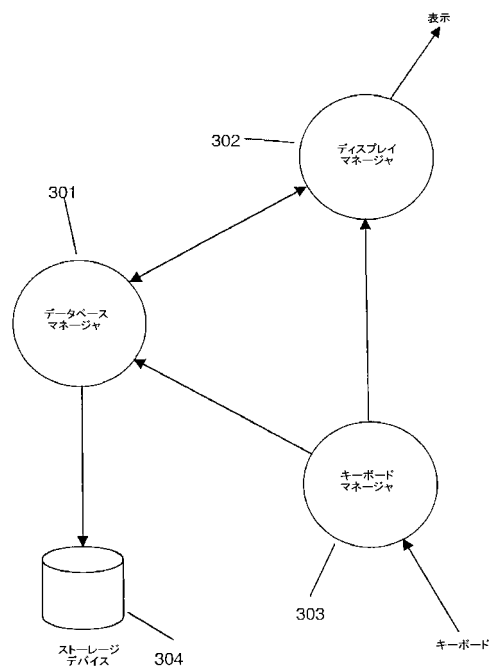 表示
302
ディスプレイ
マネージャ
301
データベース
マネージャ
キーボード
マネージャ
303
キーボード
ストーレージ
デバイス
304